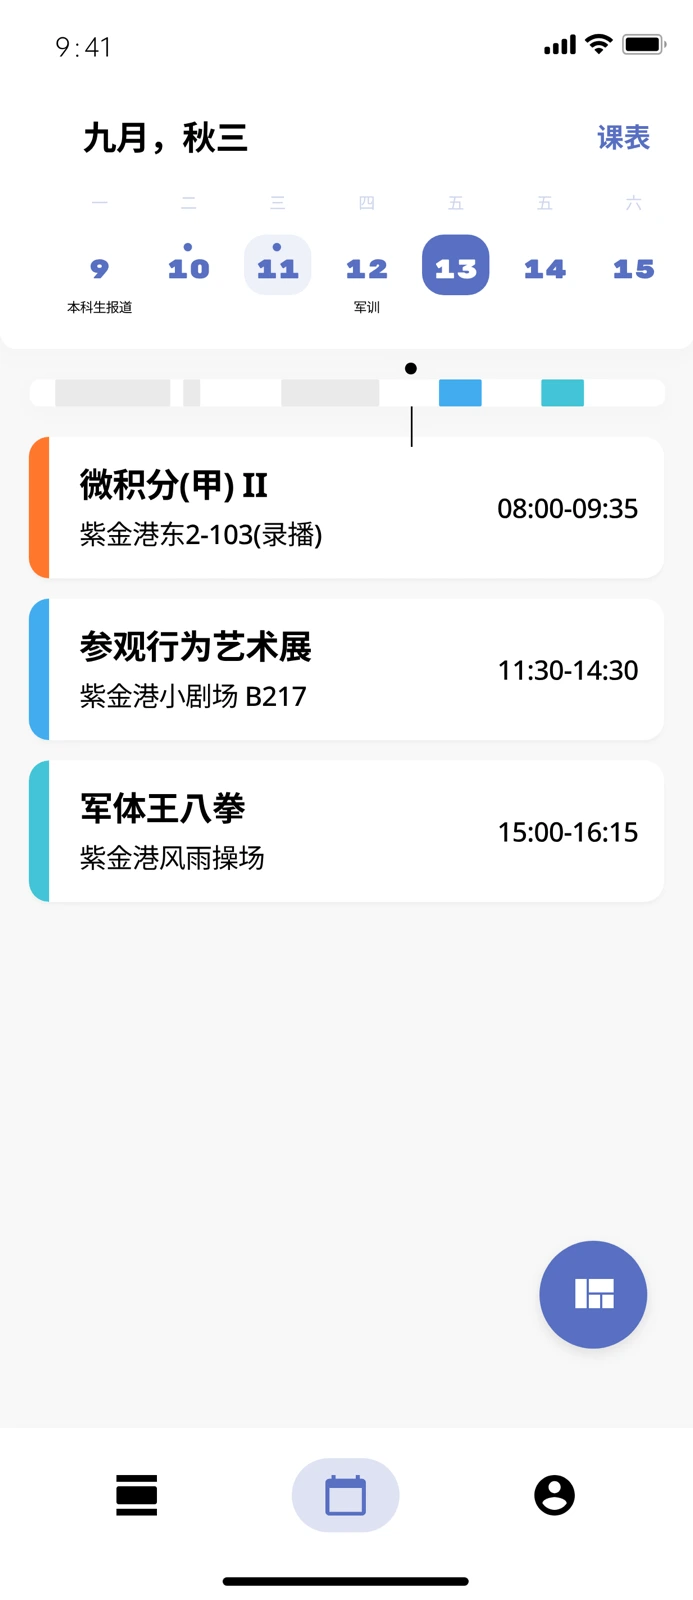 9:41
九月，秋三
课表
一 二 三 四 五 五 六
9 10 11 12 13 14 15
本科生报道 军训
微积分(甲) II
紫金港东2-103(录播)
08:00-09:35
参观行为艺术展
紫金港小剧场 B217
11:30-14:30
军体王八拳
紫金港风雨操场
15:00-16:15